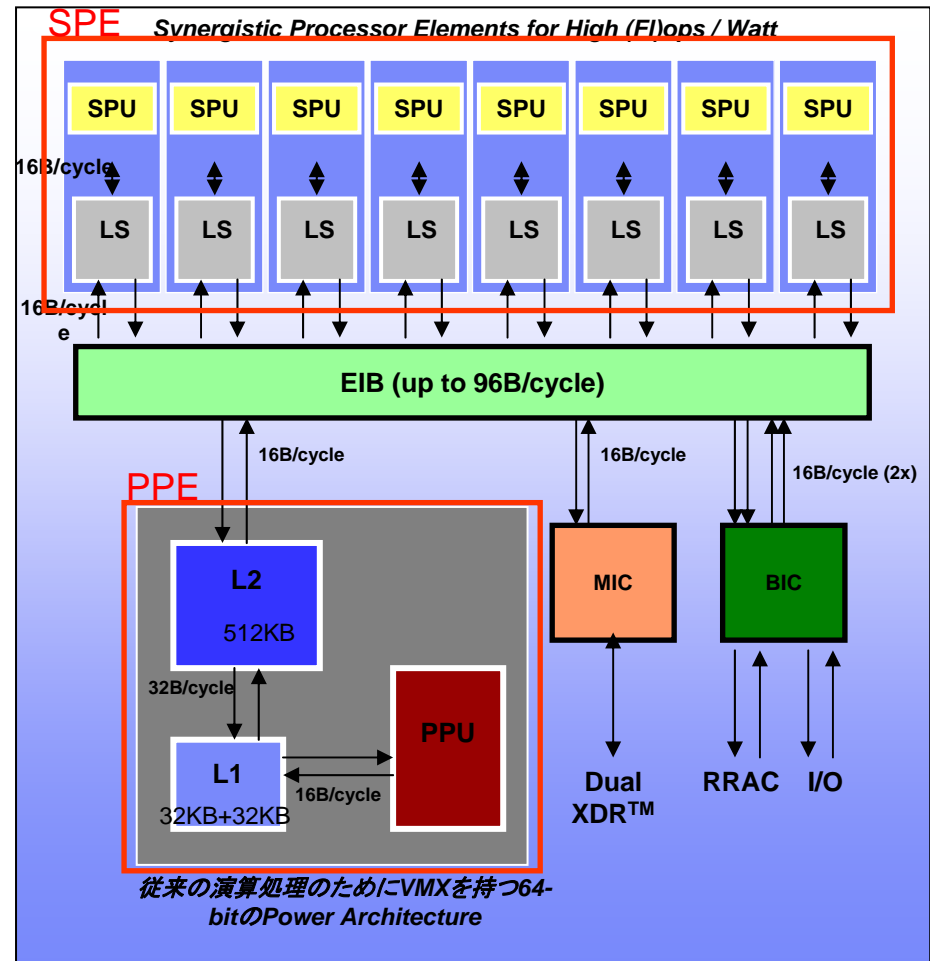 SPE
Synergistic Processor Elements for High (Fl)ops / Watt
SPU SPU SPU SPU SPU SPU SPU SPU
16B/cycle
LS LS LS LS LS LS LS LS
16B/cycl
e
EIB (up to 96B/cycle)
16B/cycle
16B/cycle
16B/cycle (2x)
PPE
L2
512KB
MIC
BIC
32B/cycle
PPU
L1
32KB+32KB
16B/cycle
Dual
XDR™
RRAC I/O
従来の演算処理のためにVMXを持つ64-
bitのPower Architecture